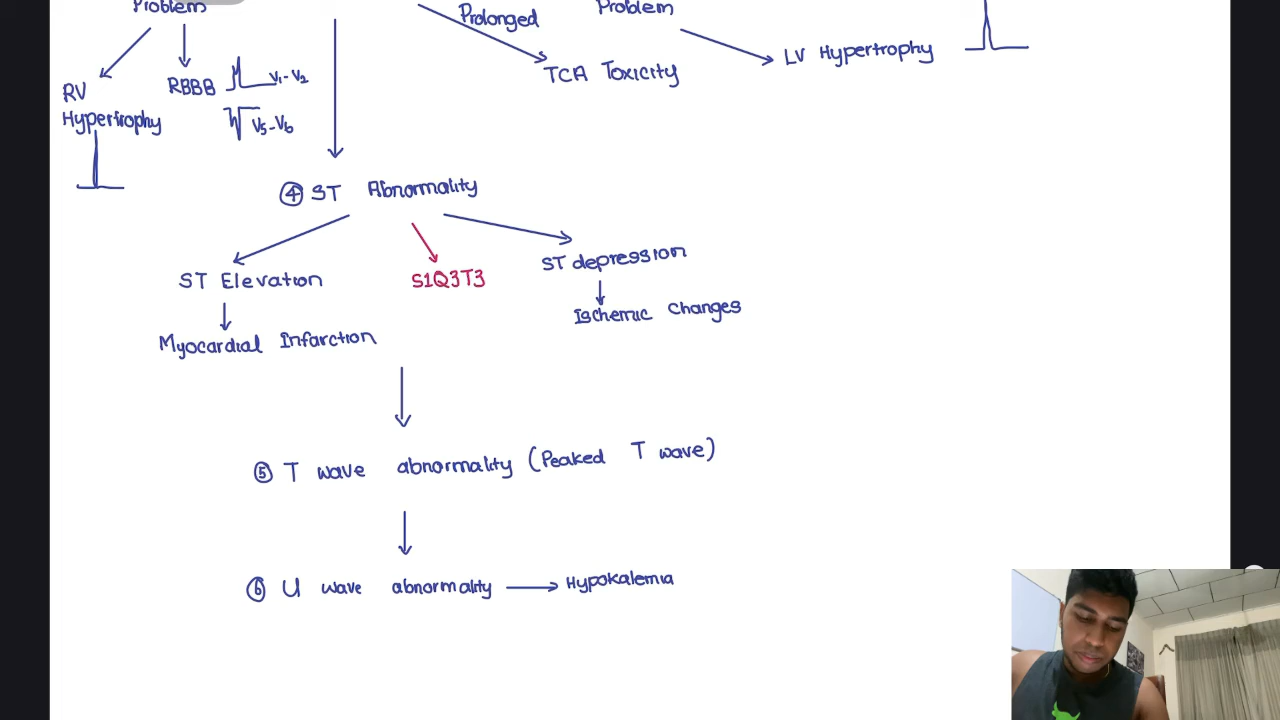 Problem
Prolonged
Problem
LV Hypertrophy
TCA Toxicity
RV
Hypertrophy
RBBB
V1-V2
V5-V6
④ ST Abnormality
ST Elevation
S1Q3T3
ST depression
Ischemic Changes
Myocardial Infarction
⑤ T wave abnormality (Peaked T wave)
⑥ U wave abnormality → Hypokalemia